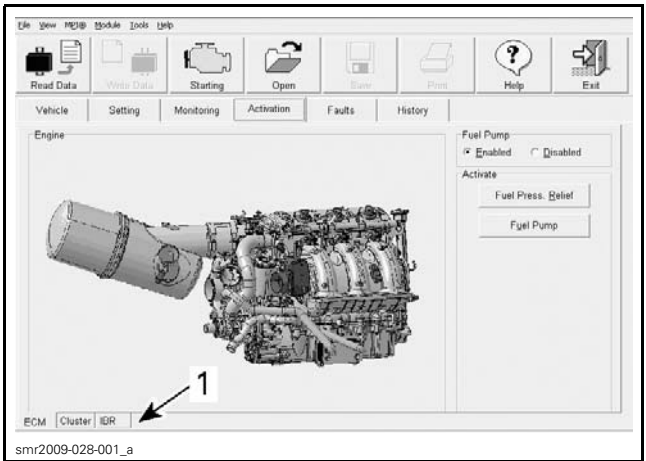 File View MPI® Module Tools Help
Read Data Write Data Starting Open Save Print Help Exit
Vehicle Setting Monitoring Activation Faults History
Engine
Fuel Pump
Enabled Disabled
Activate
Fuel Press. Relief
Fuel Pump
1
ECM Cluster IBR
smr2009-028-001_a